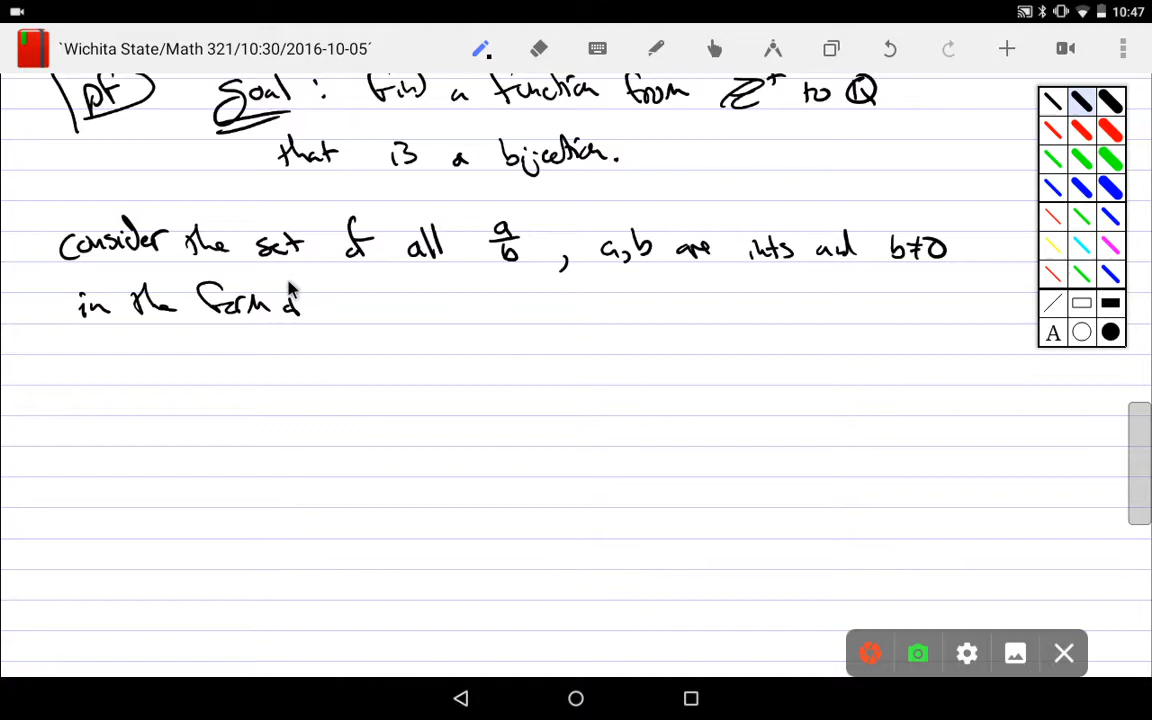 10:47
`Wichita State/Math 321/10:30/2016-10-05´
pf) Goal: find a function from ℤ⁺ to ℚ
that is a bijection.
Consider the set of all a/b, a,b are ints and b≠0
in the form of
A